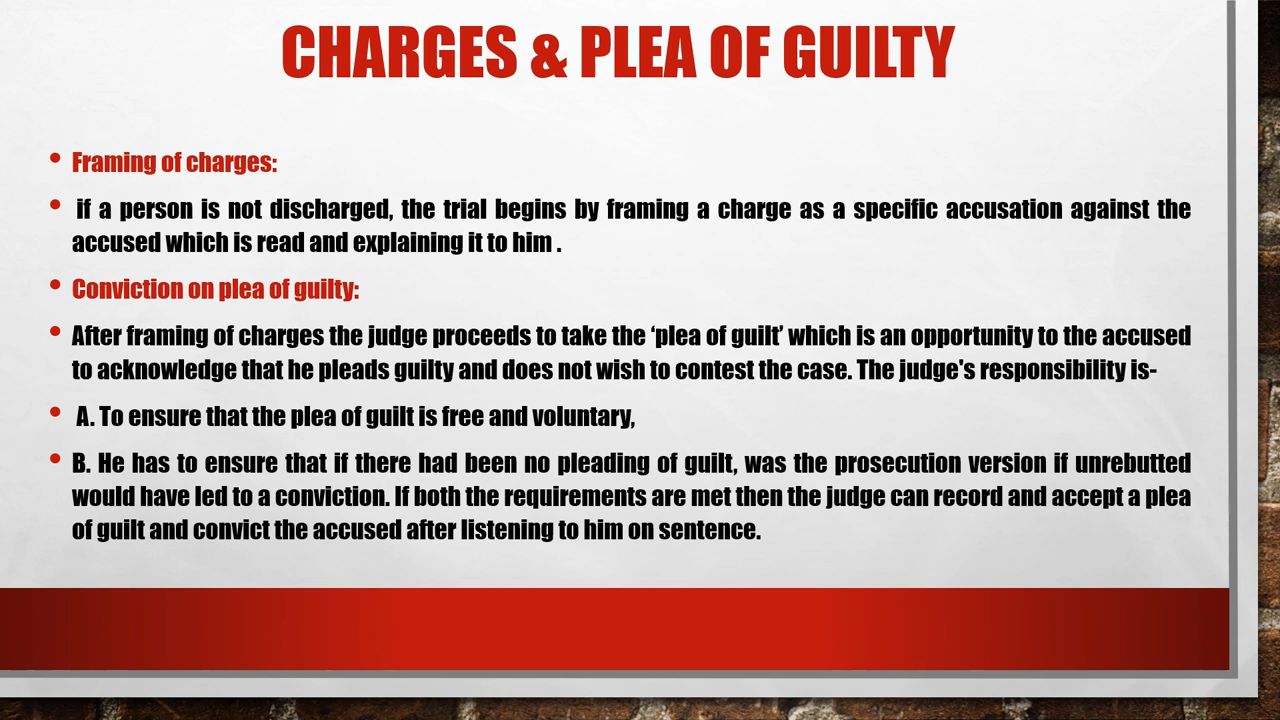 CHARGES & PLEA OF GUILTY
• Framing of charges:
• if a person is not discharged, the trial begins by framing a charge as a specific accusation against the
accused which is read and explaining it to him .
• Conviction on plea of guilty:
• After framing of charges the judge proceeds to take the ‘plea of guilt’ which is an opportunity to the accused
to acknowledge that he pleads guilty and does not wish to contest the case. The judge's responsibility is-
• A. To ensure that the plea of guilt is free and voluntary,
• B. He has to ensure that if there had been no pleading of guilt, was the prosecution version if unrebutted
would have led to a conviction. If both the requirements are met then the judge can record and accept a plea
of guilt and convict the accused after listening to him on sentence.